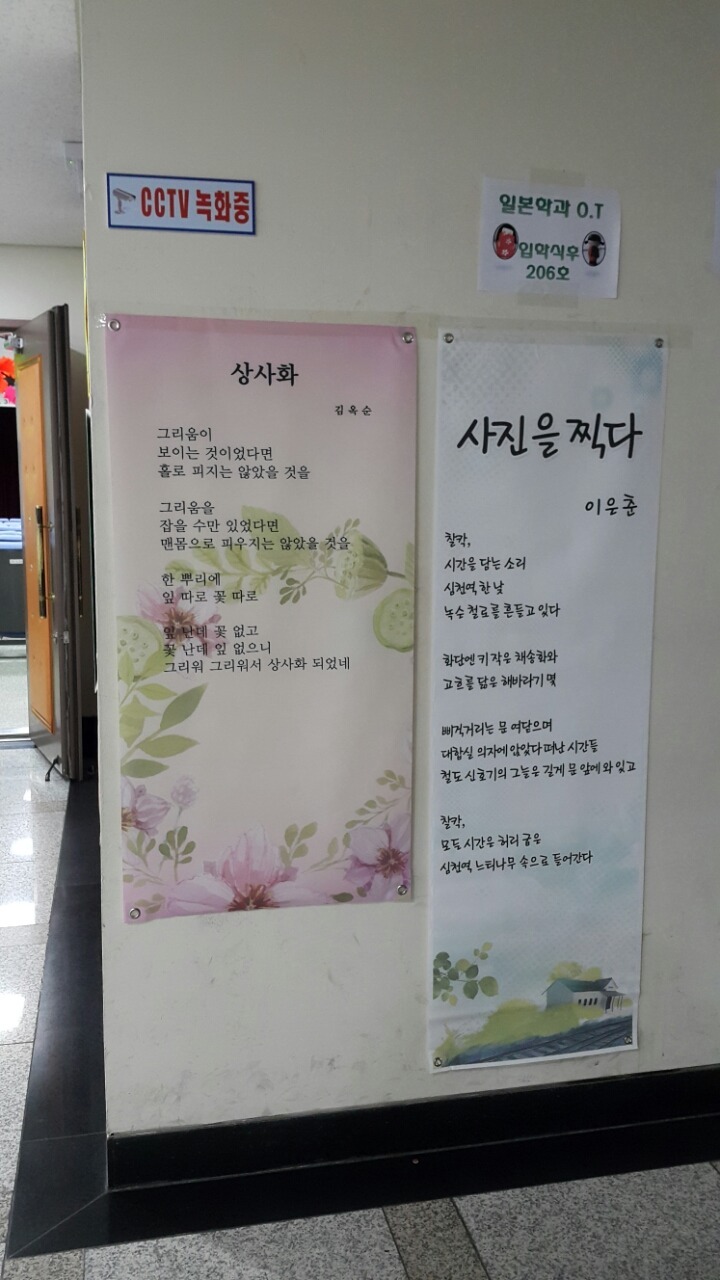 CCTV 녹화중
일본학과 O.T
입학식후
206호
상사화
김옥순
그리움이
보이는 것이었다면
홀로 피지는 않았을 것을
그리움을
잡을 수만 있었다면
맨몸으로 피우지는 않았을 것을
한 뿌리에
잎 따로 꽃 따로
잎 난데 꽃 없고
꽃 난데 잎 없으니
그리워 그리워서 상사화 되었네
사진을 찍다
이은춘
찰칵,
시간을 담는 소리
심천역 한 낮
녹슨 철로를 흔들고 있다
화단엔 키 작은 채송화와
고흐를 닮은 해바라기 몇
삐걱거리는 문 여닫으며
대합실 의자에 앉았다 떠난 시간들
철도 신호기의 그늘은 길게 문 앞에 와 있고
찰칵,
모든 시간은 허리 굽은
심천역 느티나무 속으로 들어간다